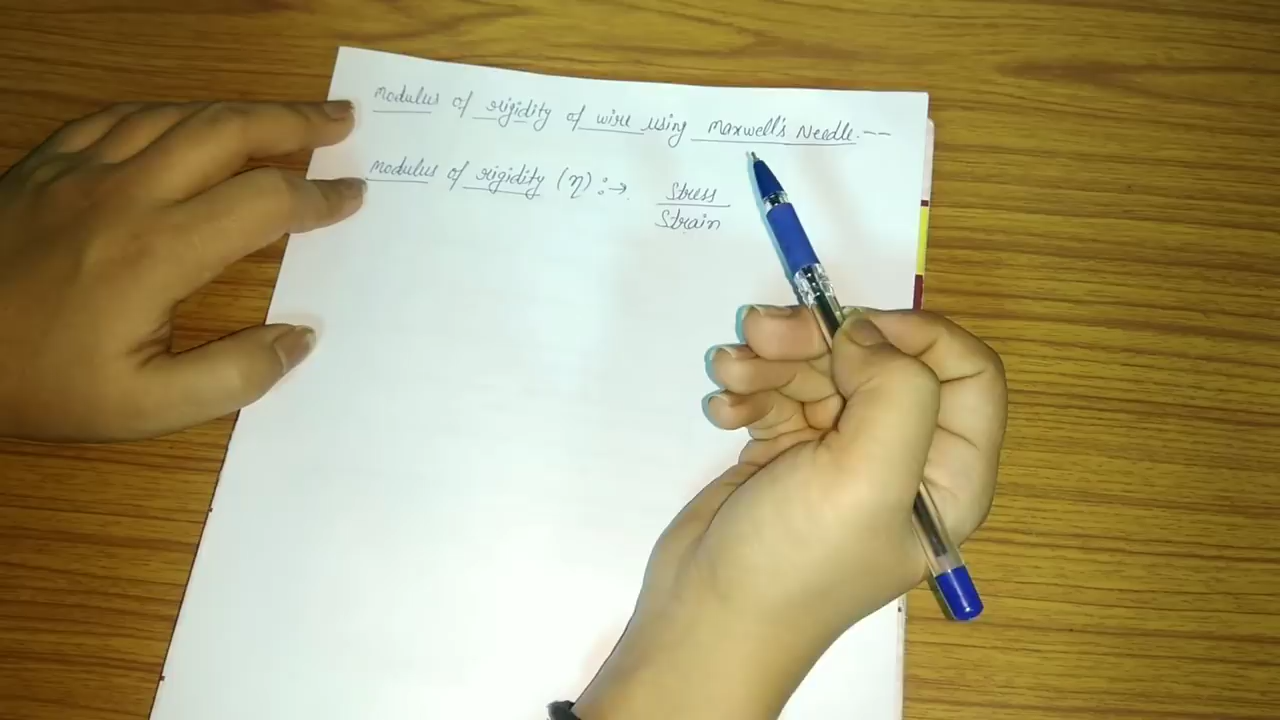 Modulus of rigidity of wire using Maxwell's Needle.--
Modulus of rigidity (η) :→ Stress
Strain